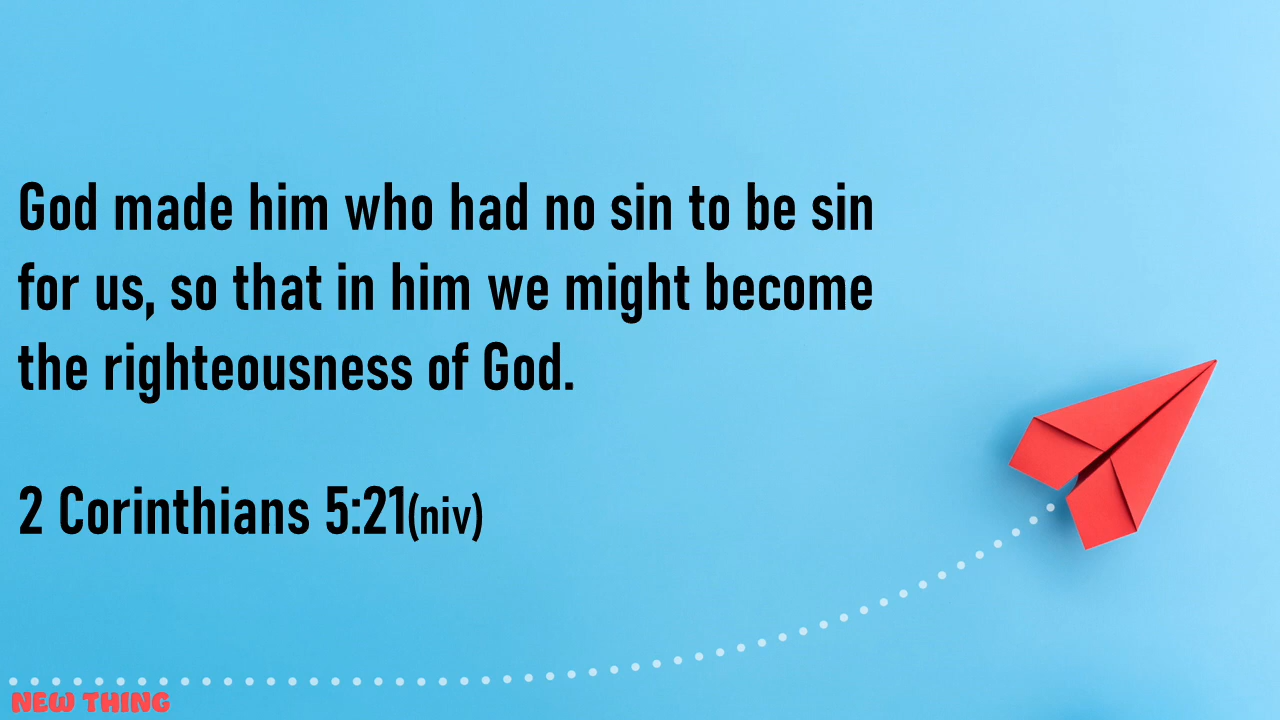 God made him who had no sin to be sin
for us, so that in him we might become
the righteousness of God.
2 Corinthians 5:21(niv)
NEW THING